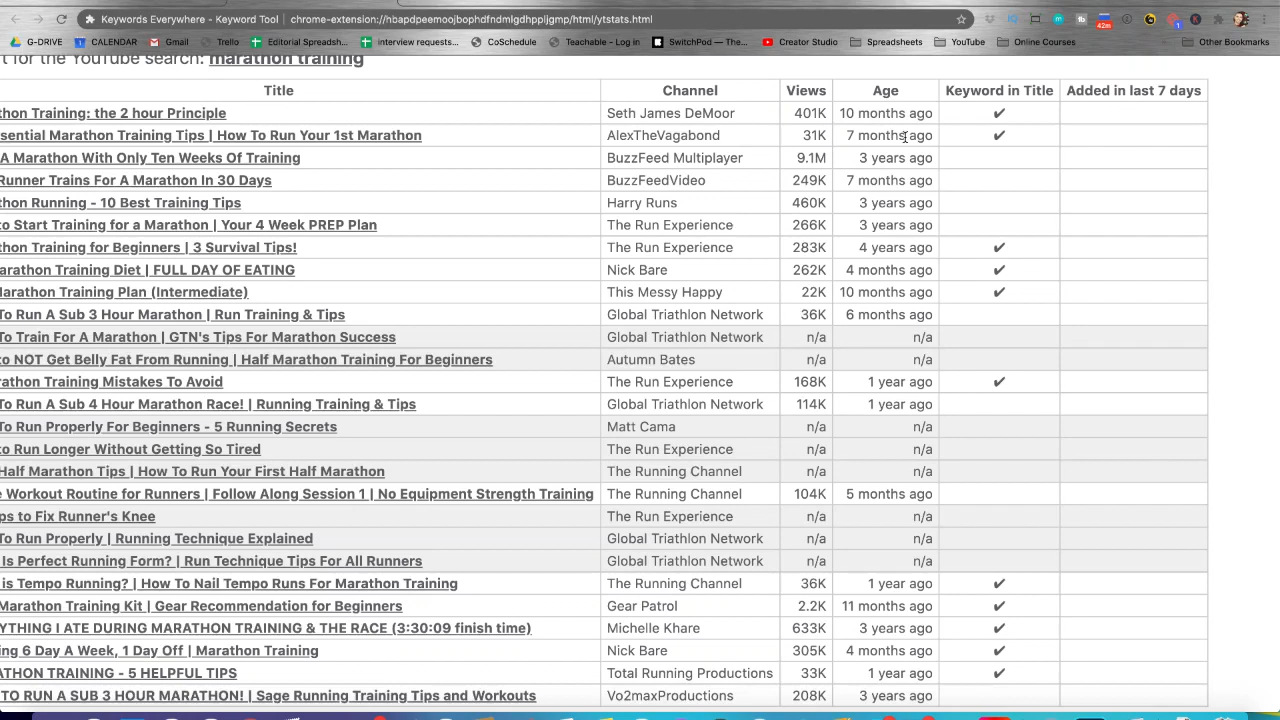 Keywords Everywhere - Keyword Tool | chrome-extension://hbapdpeemoojbophdfndmlgdhppljgmp/html/ytstats.html
G-DRIVE CALENDAR Gmail Trello Editorial Spreadsh... interview requests... CoSchedule Teachable - Log in SwitchPod — The... Creator Studio Spreadsheets YouTube Online Courses Other Bookmarks
42m 1
t for the YouTube search: marathon training
Title Channel Views Age Keyword in Title Added in last 7 days
thon Training: the 2 hour Principle Seth James DeMoor 401K 10 months ago ✔
ssential Marathon Training Tips | How To Run Your 1st Marathon AlexTheVagabond 31K 7 months ago ✔
A Marathon With Only Ten Weeks Of Training BuzzFeed Multiplayer 9.1M 3 years ago
Runner Trains For A Marathon In 30 Days BuzzFeedVideo 249K 7 months ago
thon Running - 10 Best Training Tips Harry Runs 460K 3 years ago
to Start Training for a Marathon | Your 4 Week PREP Plan The Run Experience 266K 3 years ago
thon Training for Beginners | 3 Survival Tips! The Run Experience 283K 4 years ago ✔
arathon Training Diet | FULL DAY OF EATING Nick Bare 262K 4 months ago ✔
Marathon Training Plan (Intermediate) This Messy Happy 22K 10 months ago ✔
To Run A Sub 3 Hour Marathon | Run Training & Tips Global Triathlon Network 36K 6 months ago
To Train For A Marathon | GTN's Tips For Marathon Success Global Triathlon Network n/a n/a
to NOT Get Belly Fat From Running | Half Marathon Training For Beginners Autumn Bates n/a n/a
rathon Training Mistakes To Avoid The Run Experience 168K 1 year ago ✔
To Run A Sub 4 Hour Marathon Race! | Running Training & Tips Global Triathlon Network 114K 1 year ago
To Run Properly For Beginners - 5 Running Secrets Matt Cama n/a n/a
to Run Longer Without Getting So Tired The Run Experience n/a n/a
Half Marathon Tips | How To Run Your First Half Marathon The Running Channel n/a n/a
e Workout Routine for Runners | Follow Along Session 1 | No Equipment Strength Training The Running Channel 104K 5 months ago
ps to Fix Runner's Knee The Run Experience n/a n/a
To Run Properly | Running Technique Explained Global Triathlon Network n/a n/a
Is Perfect Running Form? | Run Technique Tips For All Runners Global Triathlon Network n/a n/a
is Tempo Running? | How To Nail Tempo Runs For Marathon Training The Running Channel 36K 1 year ago ✔
Marathon Training Kit | Gear Recommendation for Beginners Gear Patrol 2.2K 11 months ago ✔
YTHING I ATE DURING MARATHON TRAINING & THE RACE (3:30:09 finish time) Michelle Khare 633K 3 years ago ✔
ing 6 Day A Week, 1 Day Off | Marathon Training Nick Bare 305K 4 months ago ✔
ATHON TRAINING - 5 HELPFUL TIPS Total Running Productions 33K 1 year ago ✔
TO RUN A SUB 3 HOUR MARATHON! | Sage Running Training Tips and Workouts Vo2maxProductions 208K 3 years ago